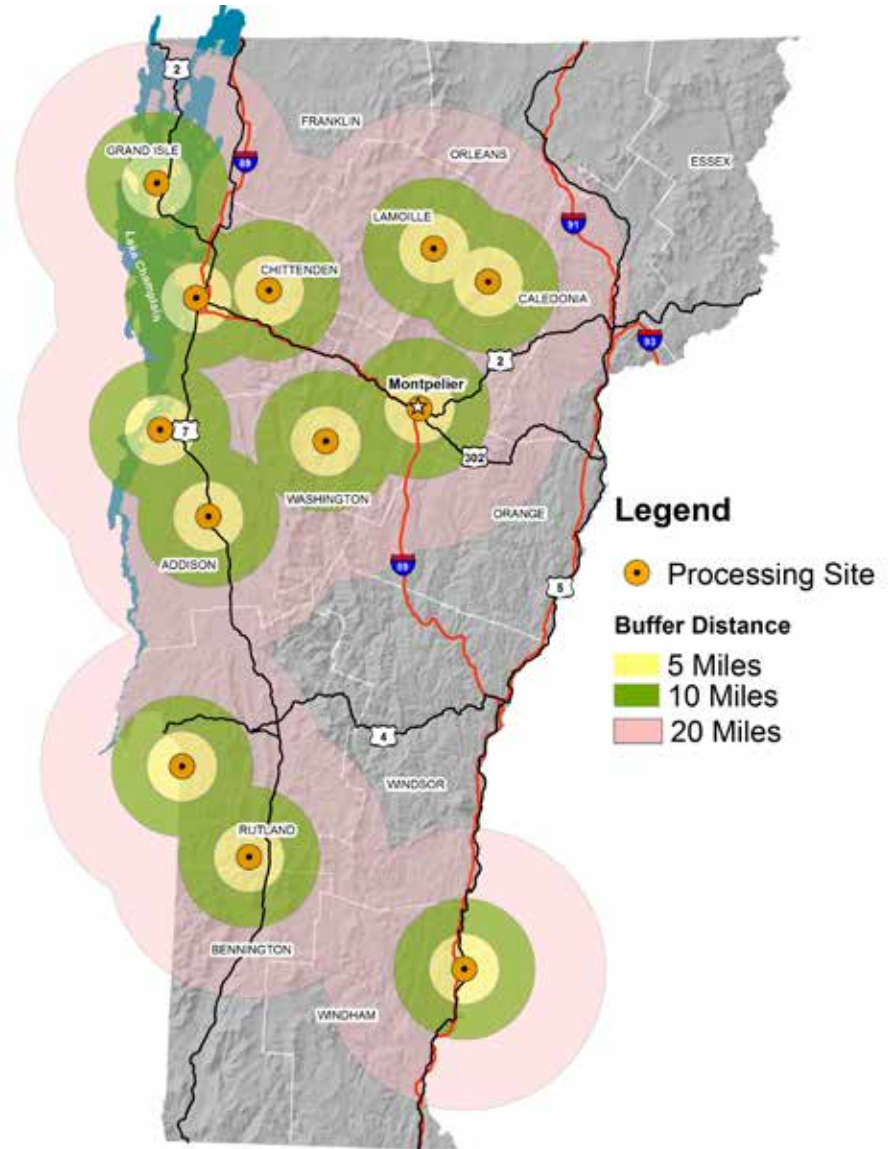 2
FRANKLIN
GRAND ISLE
89
ORLEANS
ESSEX
LAMOILLE
91
Lake Champlain
CHITTENDEN
CALEDONIA
93
2
Montpelier
7
302
WASHINGTON
ORANGE
ADDISON
89
5
Legend
Processing Site
Buffer Distance
5 Miles
10 Miles
20 Miles
4
WINDSOR
RUTLAND
BENNINGTON
WINDHAM